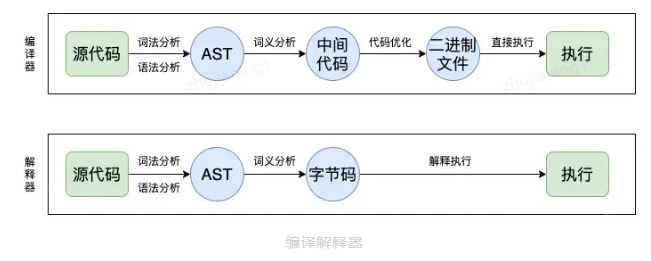 编译器
源代码
词法分析
语法分析
AST
词义分析
中间
代码
代码优化
二进制
文件
直接执行
执行
zhujianing1
zhujianing1
解释器
源代码
词法分析
语法分析
AST
词义分析
字节码
解释执行
执行
编译解释器